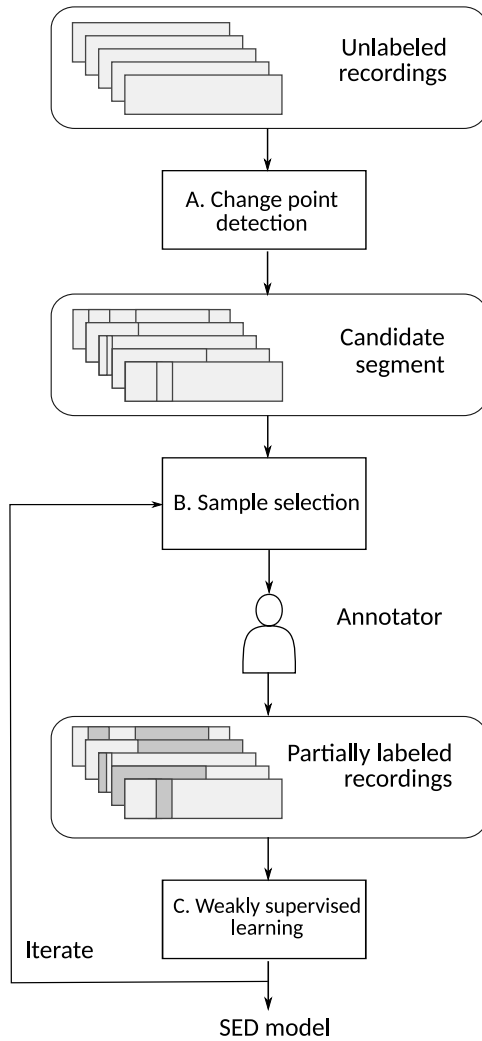 Unlabeled
recordings
A. Change point
detection
Candidate
segment
B. Sample selection
Annotator
Partially labeled
recordings
C. Weakly supervised
learning
Iterate
SED model